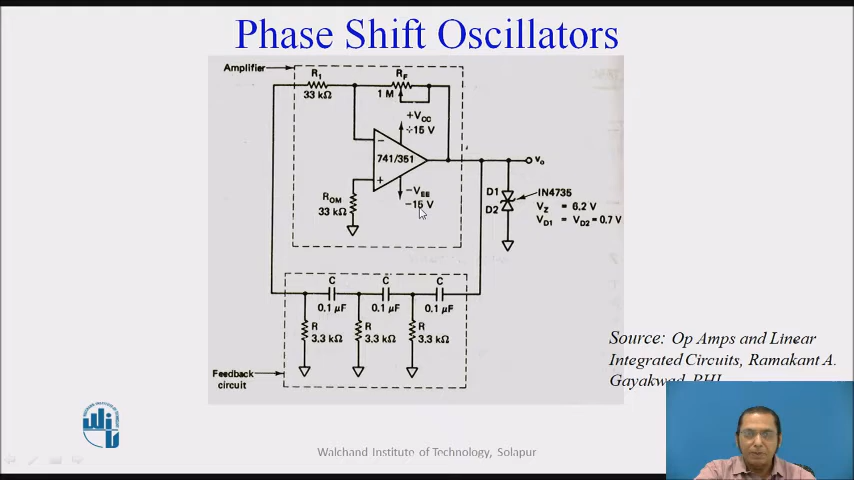 Phase Shift Oscillators
Amplifier
R1
33 kΩ
RF
1 M
+VCC
+15 V
−
741/351
+
−VEE
−15 V
ROM
33 kΩ
vo
D1
D2
IN4735
VZ = 6.2 V
VD1 = VD2 = 0.7 V
C
C
C
0.1 µF
0.1 µF
0.1 µF
R
3.3 kΩ
R
3.3 kΩ
R
3.3 kΩ
Feedback
circuit
Source: Op Amps and Linear
Integrated Circuits, Ramakant A.
Gayakwad, PHI
Walchand Institute of Technology, Solapur